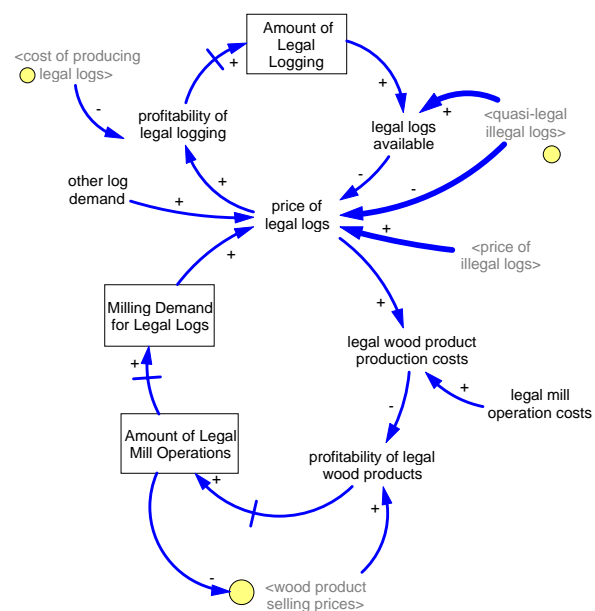 Amount of
Legal
Logging
+
<cost of producing
legal logs>
-
+
+
profitability of
legal logging
legal logs
available
+
<quasi-legal
illegal logs>
-
-
other log
demand
+
+
price of
legal logs
+
<price of
illegal logs>
+
Milling Demand
for Legal Logs
+
legal wood product
production costs
+
+
legal mill
operation costs
-
Amount of Legal
Mill Operations
profitability of legal
wood products
+
+
-
<wood product
selling prices>